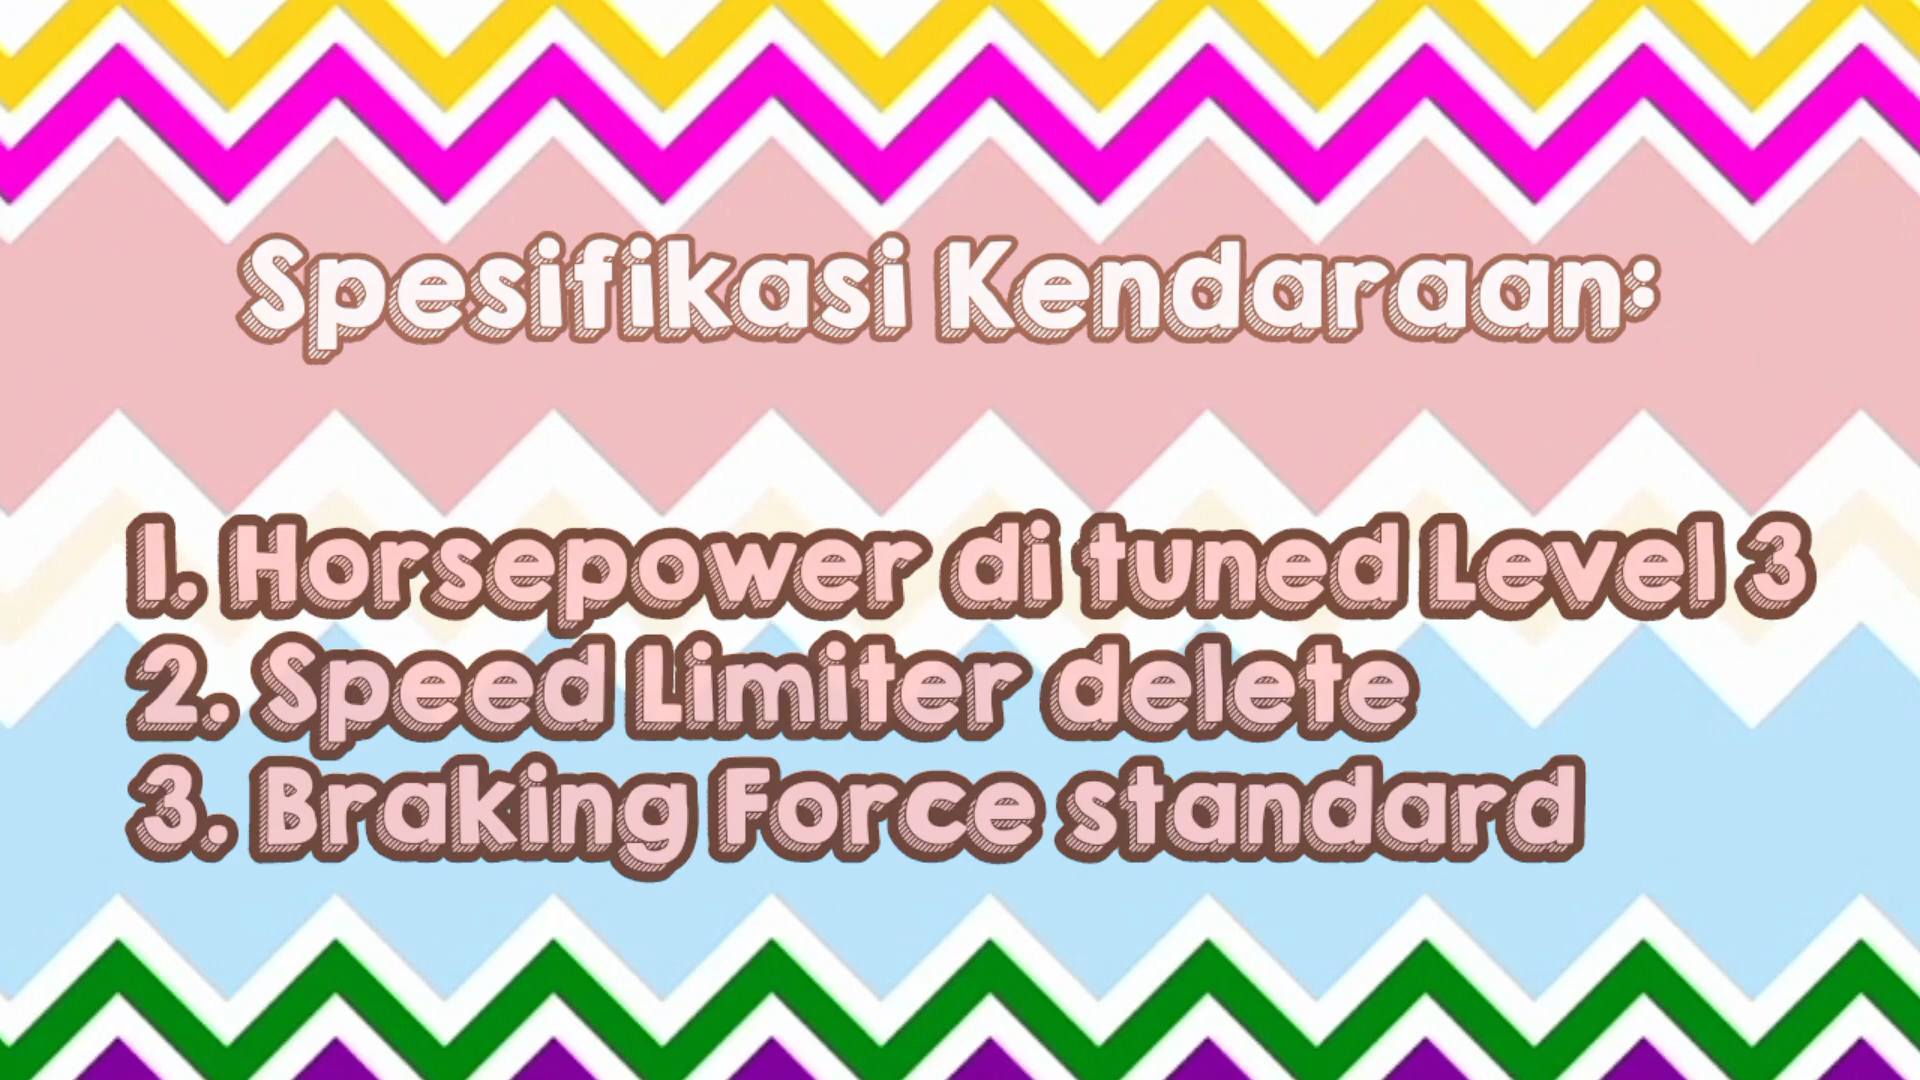 Spesifikasi Kendaraan:
1. Horsepower di tuned Level 3
2. Speed Limiter delete
3. Braking Force standard